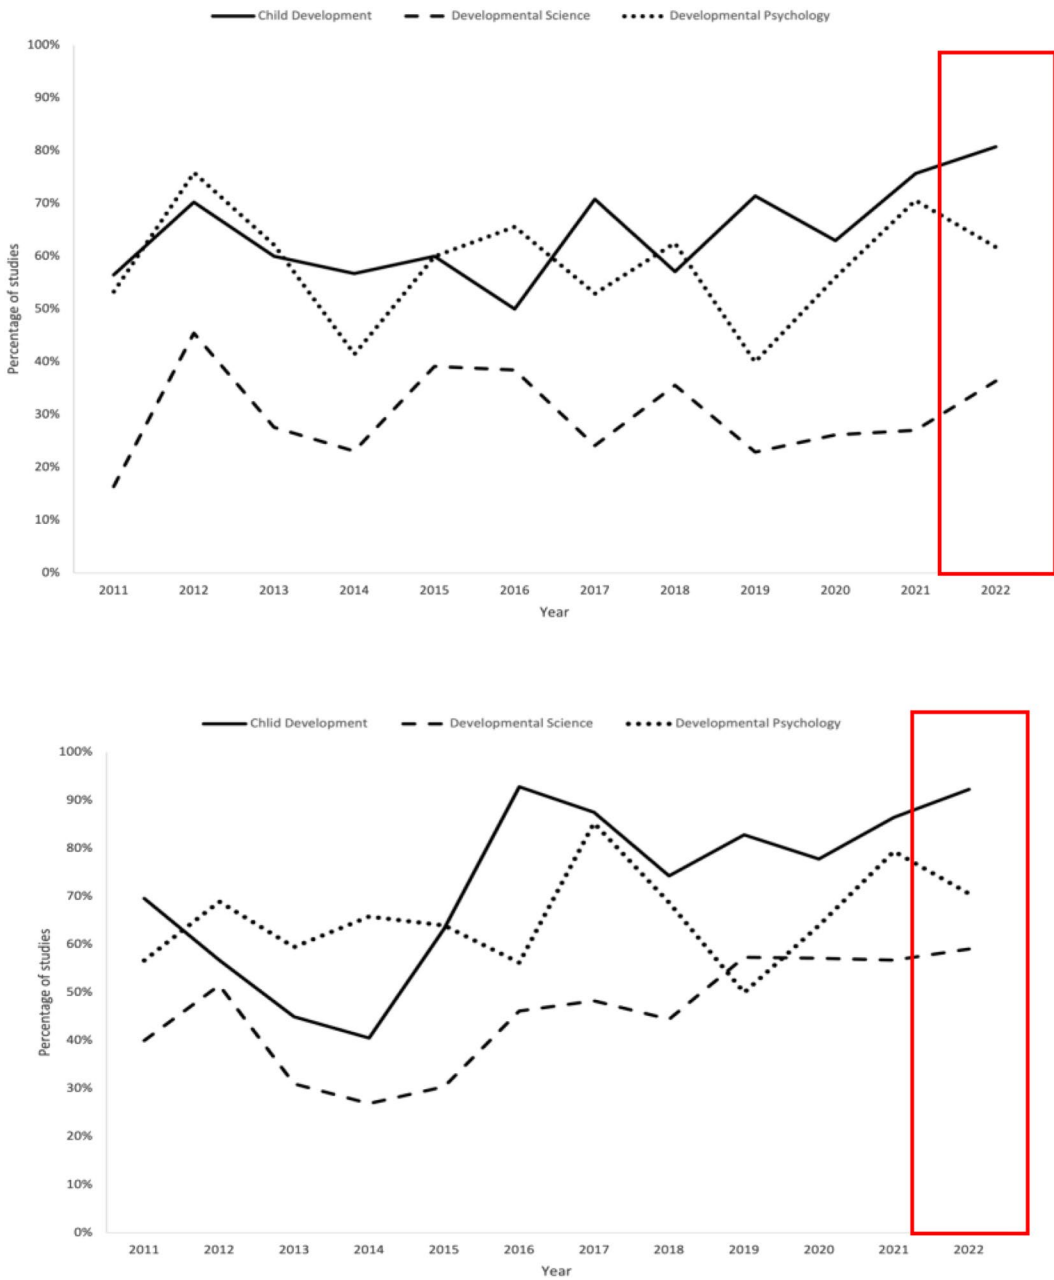 Child Development Developmental Science Developmental Psychology
100%
90%
80%
70%
60%
50%
40%
30%
20%
10%
0%
Percentage of studies
2011 2012 2013 2014 2015 2016 2017 2018 2019 2020 2021 2022
Year
Chlid Development Developmental Science Developmental Psychology
100%
90%
80%
70%
60%
50%
40%
30%
20%
10%
0%
Percentage of studies
2011 2012 2013 2014 2015 2016 2017 2018 2019 2020 2021 2022
Year